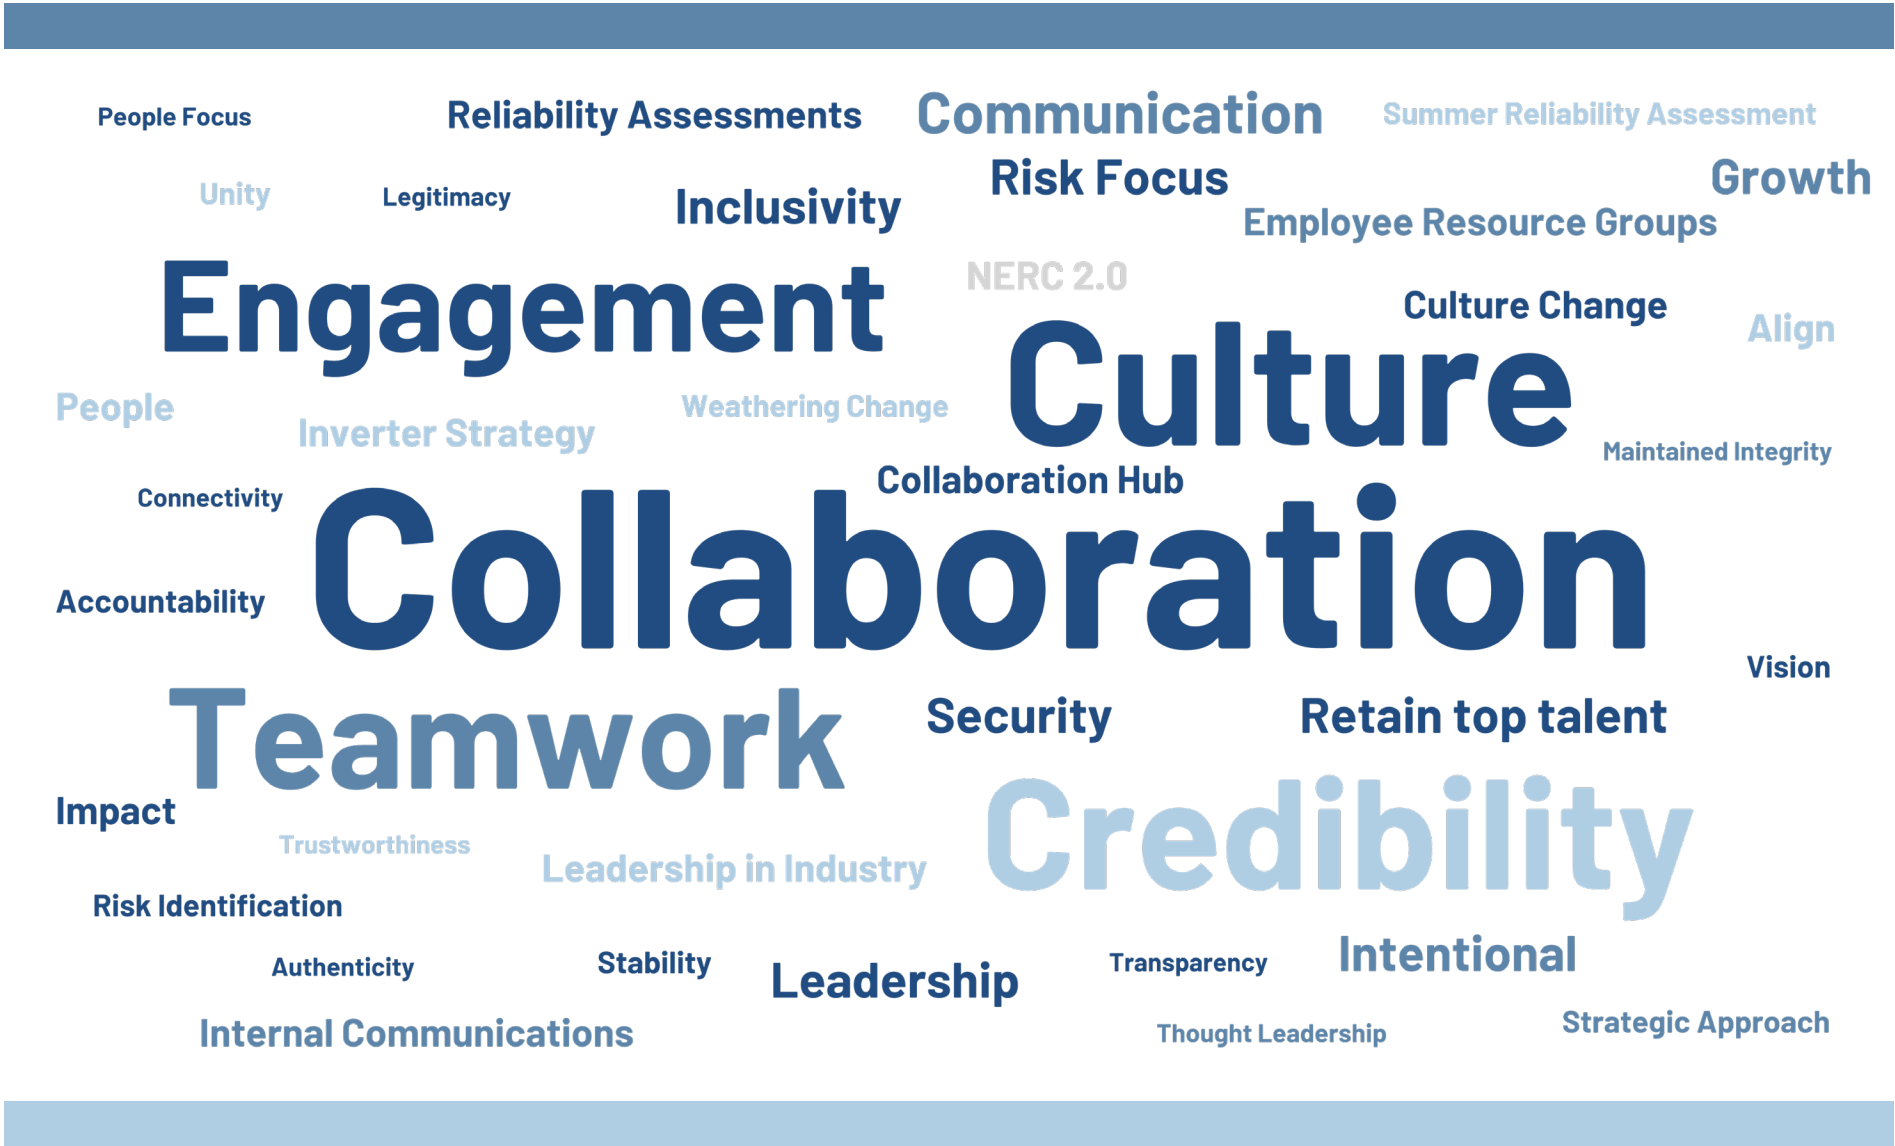 People Focus
Reliability Assessments
Communication
Summer Reliability Assessment
Unity
Legitimacy
Inclusivity
Risk Focus
Growth
Employee Resource Groups
Engagement
NERC 2.0
Culture Change
Align
Culture
People
Inverter Strategy
Weathering Change
Maintained Integrity
Connectivity
Collaboration Hub
Collaboration
Accountability
Vision
Teamwork
Security
Retain top talent
Impact
Credibility
Trustworthiness
Leadership in Industry
Risk Identification
Authenticity
Stability
Leadership
Transparency
Intentional
Internal Communications
Thought Leadership
Strategic Approach